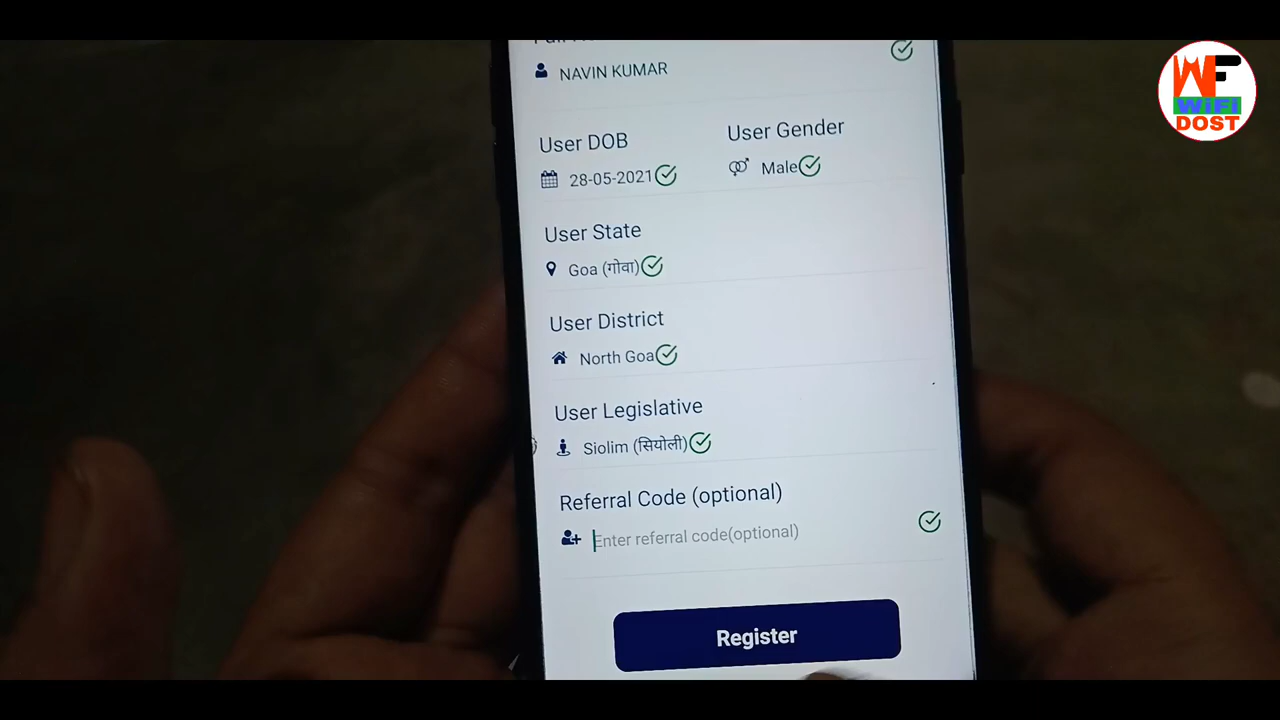 NAVIN KUMAR
User DOB
User Gender
28-05-2021
Male
User State
Goa (गोवा)
User District
North Goa
User Legislative
Siolim (सियोली)
Referral Code (optional)
Enter referral code(optional)
Register
WF
WiFi
DOST